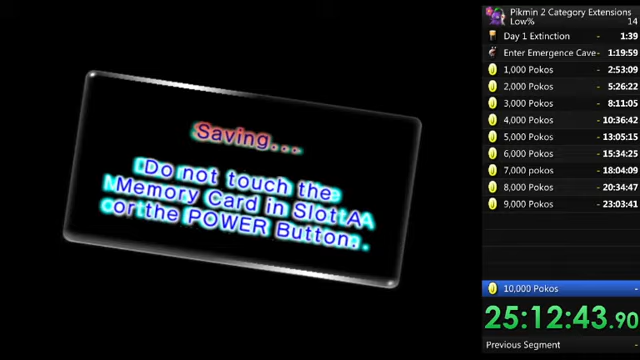 Saving...
Do not touch the
Memory Card in Slot A
or the POWER Button.
Pikmin 2 Category Extensions
Low%
14
Day 1 Extinction - 1:39
Enter Emergence Cave - 1:19:59
1,000 Pokos - 2:53:09
2,000 Pokos - 5:26:22
3,000 Pokos - 8:11:05
4,000 Pokos - 10:36:42
5,000 Pokos - 13:05:15
6,000 Pokos - 15:34:25
7,000 pokos - 18:04:09
8,000 Pokos - 20:34:47
9,000 Pokos - 23:03:41
10,000 Pokos -
25:12:43.90
Previous Segment -